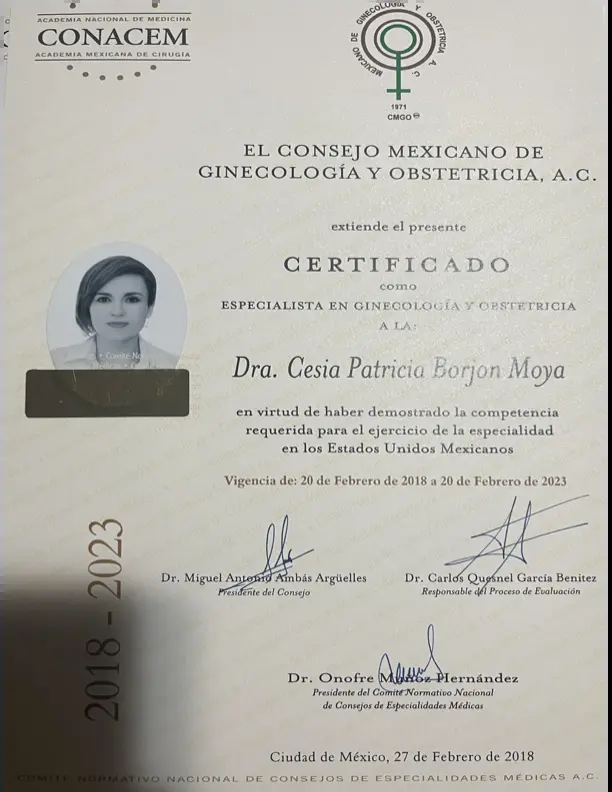 ACADEMIA NACIONAL DE MEDICINA
CONACEM
ACADEMIA MEXICANA DE CIRUGIA
MEXICANO DE GINECOLOGIA Y OBSTETRICIA A. C.
1971
CMGO
EL CONSEJO MEXICANO DE
GINECOLOGÍA Y OBSTETRICIA, A.C.
extiende el presente
CERTIFICADO
como
ESPECIALISTA EN GINECOLOGÍA Y OBSTETRICIA
A LA:
Comité
Dra. Cesia Patricia Borjon Moya
en virtud de haber demostrado la competencia
requerida para el ejercicio de la especialidad
en los Estados Unidos Mexicanos
Vigencia de: 20 de Febrero de 2018 a 20 de Febrero de 2023
2018 - 2023
Dr. Miguel Antonio Ambás Argüelles
Presidente del Consejo
Dr. Carlos Quesnel García Benitez
Responsable del Proceso de Evaluación
Dr. Onofre Muñoz Hernández
Presidente del Comité Normativo Nacional
de Consejos de Especialidades Médicas
Ciudad de México, 27 de Febrero de 2018
COMITÉ NORMATIVO NACIONAL DE CONSEJOS DE ESPECIALIDADES MÉDICAS A.C.